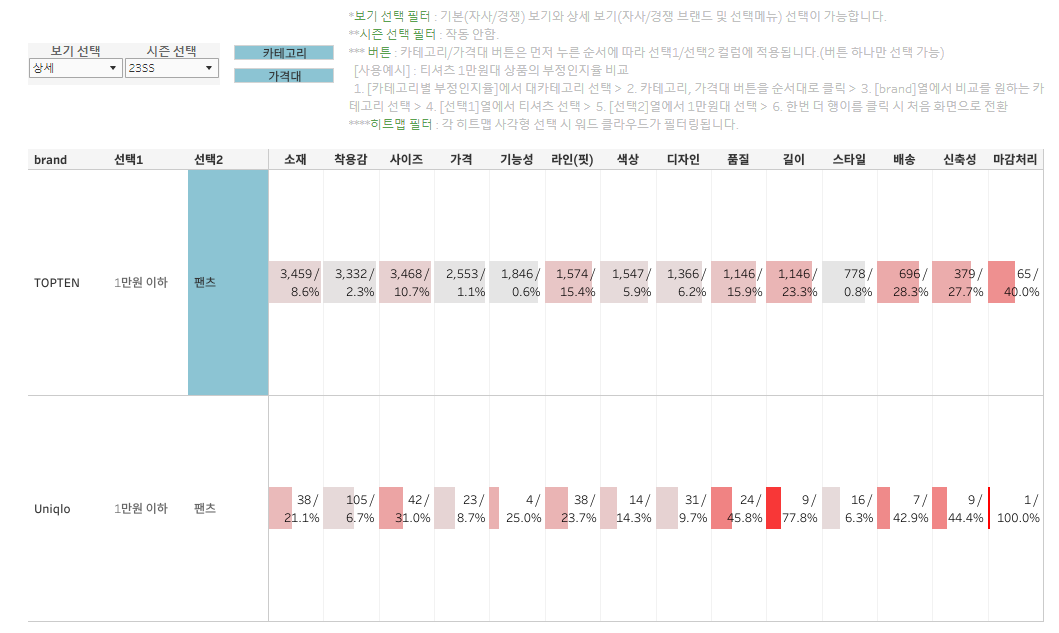 *보기 선택 필터 : 기본(자사/경쟁) 보기와 상세 보기(자사/경쟁 브랜드 및 선택메뉴) 선택이 가능합니다.
**시즌 선택 필터 : 작동 안함.
*** 버튼 : 카테고리/가격대 버튼은 먼저 누른 순서에 따라 선택1/선택2 컬럼에 적용됩니다.(버튼 하나만 선택 가능)
[사용예시] : 티셔츠 1만원대 상품의 부정인지율 비교
1. [카테고리별 부정인지율]에서 대카테고리 선택 > 2. 카테고리, 가격대 버튼을 순서대로 클릭 > 3. [brand]열에서 비교를 원하는 카
테고리 선택 > 4. [선택1]열에서 티셔츠 선택 > 5. [선택2]열에서 1만원대 선택 > 6. 한번 더 행이름 클릭 시 처음 화면으로 전환
****히트맵 필터 : 각 히트맵 사각형 선택 시 워드 클라우드가 필터링됩니다.
보기 선택 시즌 선택
상세 23SS
카테고리
가격대
brand 선택1 선택2 소재 착용감 사이즈 가격 기능성 라인(핏) 색상 디자인 품질 길이 스타일 배송 신축성 마감처리
3,459 / 3,332 / 3,468 / 2,553 / 1,846 / 1,574 / 1,547 / 1,366 / 1,146 / 1,146 / 778 / 696 / 379 / 65 /
TOPTEN 1만원 이하 팬츠
8.6% 2.3% 10.7% 1.1% 0.6% 15.4% 5.9% 6.2% 15.9% 23.3% 0.8% 28.3% 27.7% 40.0%
38 / 105 / 42 / 23 / 4 / 38 / 14 / 31 / 24 / 9 / 16 / 7 / 9 / 1 /
Uniqlo 1만원 이하 팬츠
21.1% 6.7% 31.0% 8.7% 25.0% 23.7% 14.3% 9.7% 45.8% 77.8% 6.3% 42.9% 44.4% 100.0%